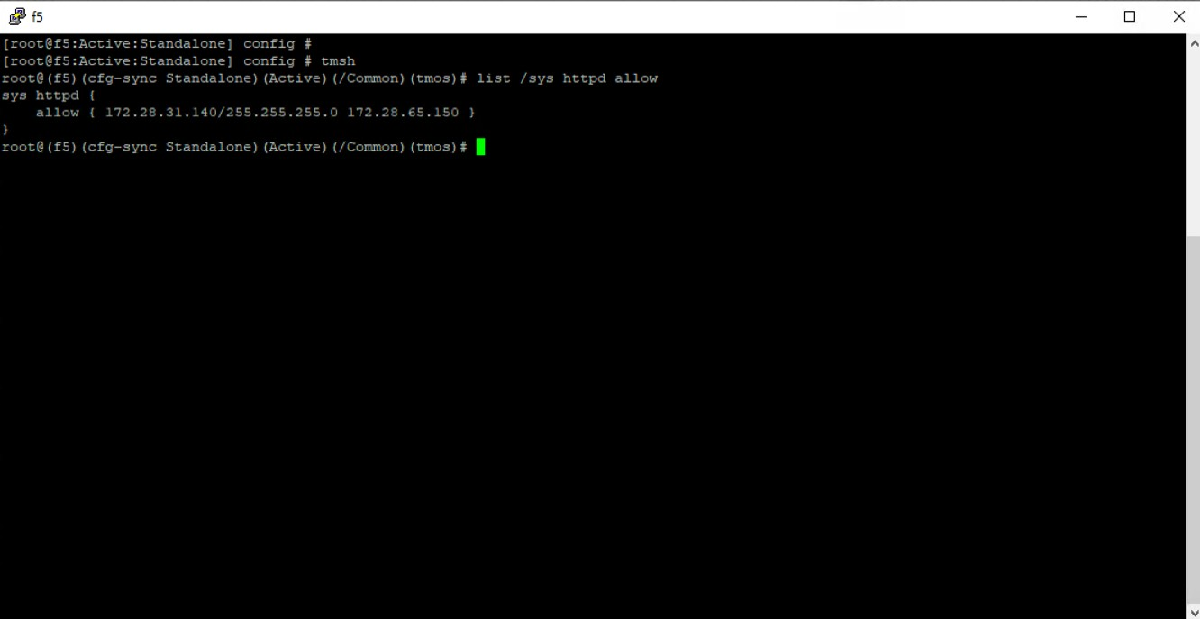 f5
[root@f5:Active:Standalone] config #
[root@f5:Active:Standalone] config # tmsh
root@(f5)(cfg-sync Standalone)(Active)(/Common)(tmos)# list /sys httpd allow
sys httpd {
    allow { 172.28.31.140/255.255.255.0 172.28.65.150 }
}
root@(f5)(cfg-sync Standalone)(Active)(/Common)(tmos)#